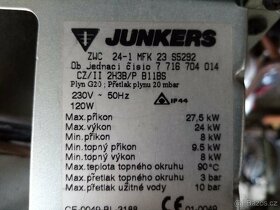 JUNKERS
ZWC 24-1 MFK 23 S5292
Ob jednací číslo 7 716 704 014
CZ/II 2H3B/P B11BS
Plyn G20 ; Přetlak plynu 20 mbar
230V ~ 50Hz
120W
IP44
Max.příkon 27,5 kW
Max.výkon 24 kW
Min.příkon 8 kW
Min.topný příkon 9.5 kW
Min.topný výkon 8 kW
Max.teplota topného okruhu 90°C
Max.přetlak topného okruhu 3 bar
Max.přetlak užitné vody 10 bar
CE-0049